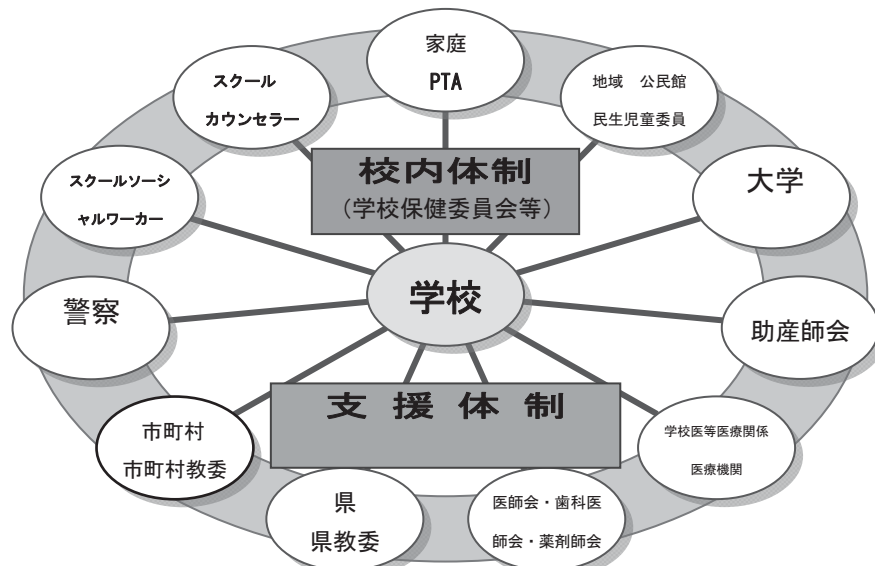 家庭
PTA
スクール
カウンセラー
地域　公民館
民生児童委員
校内体制
（学校保健委員会等）
スクールソーシ
ャルワーカー
大学
学校
警察
助産師会
支援体制
市町村
市町村教委
学校医等医療関係
医療機関
県
県教委
医師会・歯科医
師会・薬剤師会